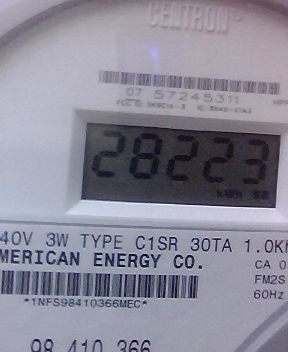 CENTRON
07 57245311
28223
kWh
40V 3W TYPE C1SR 30TA 1.0K
MERICAN ENERGY CO.
CA 0
FM2S
60Hz
*1NFS98410366MEC*
98 410 366